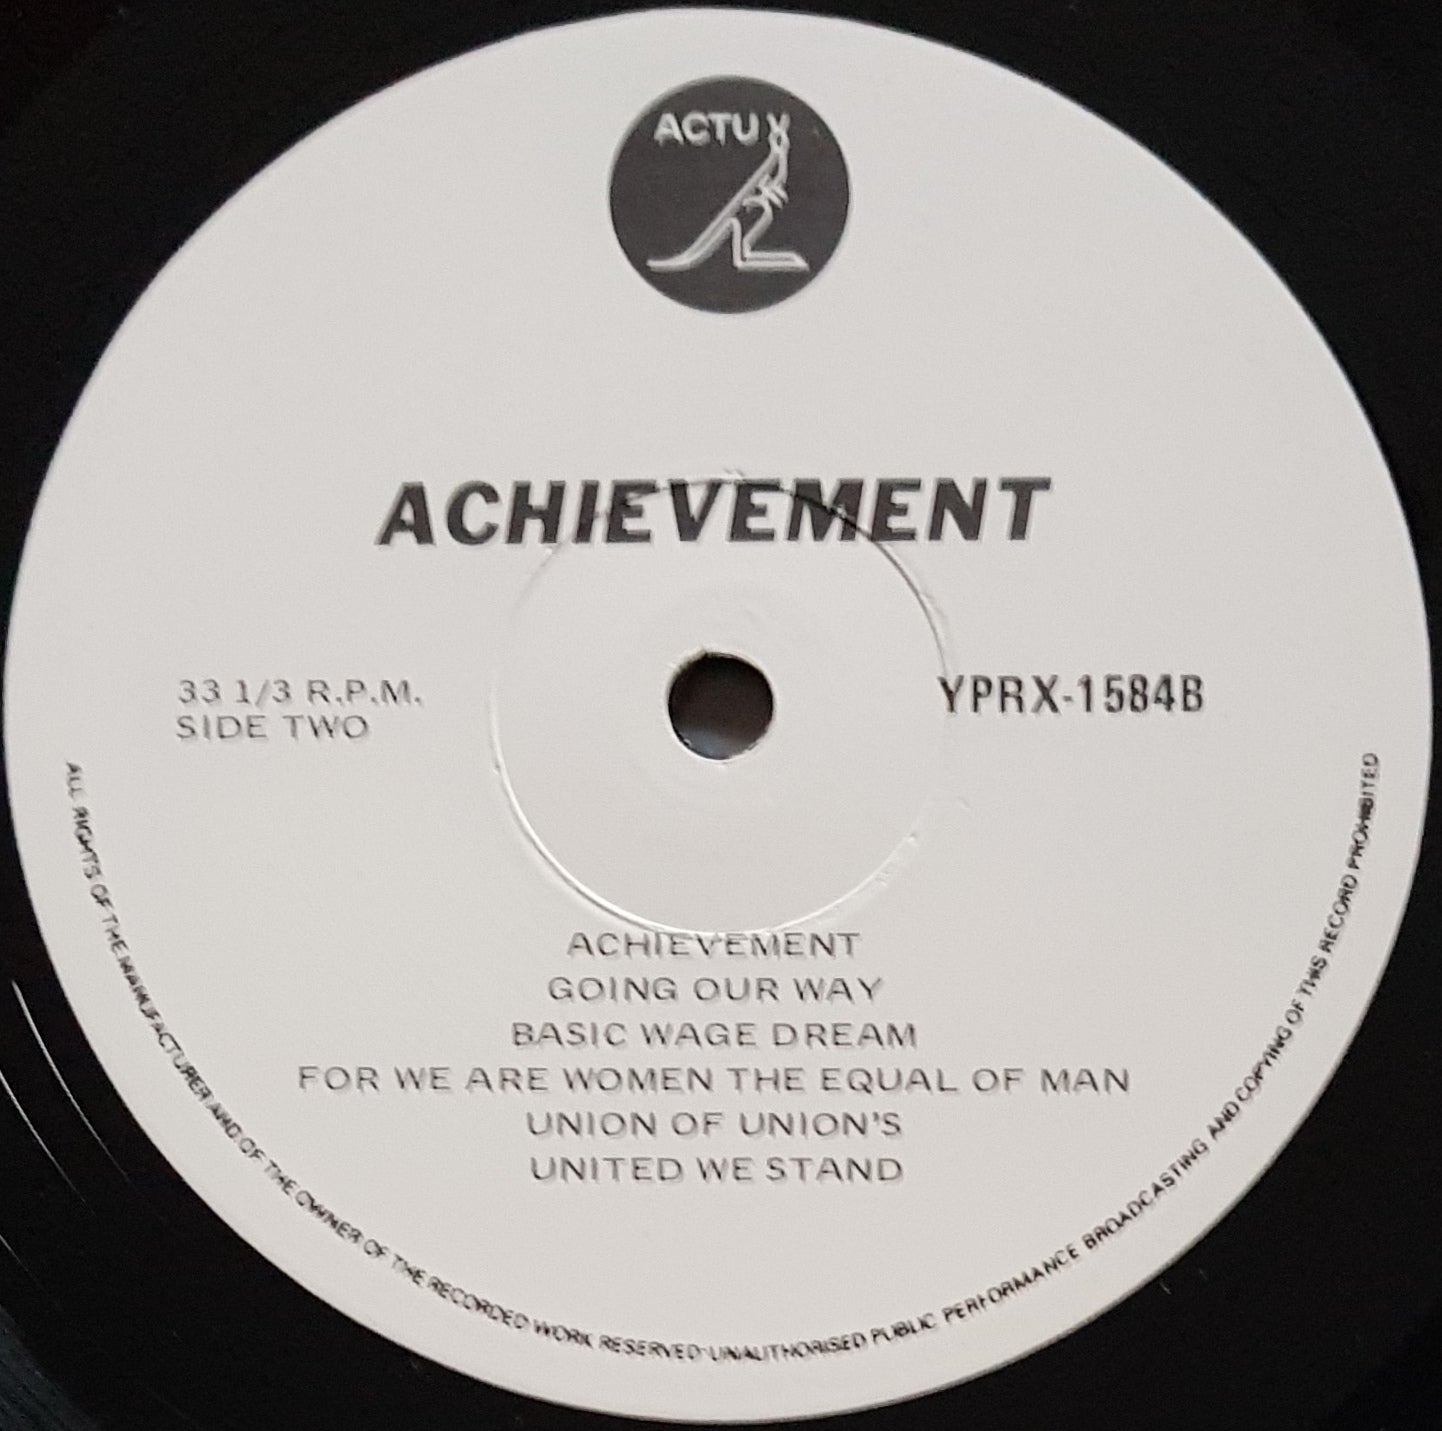 ACTU
ACHIEVEMENT
33 1/3 R.P.M.
SIDE TWO
YPRX-1584B
ACHIEVEMENT
GOING OUR WAY
BASIC WAGE DREAM
FOR WE ARE WOMEN THE EQUAL OF MAN
UNION OF UNION'S
UNITED WE STAND
ALL RIGHTS OF THE MANUFACTURER AND OF THE OWNER OF THE RECORDED WORK RESERVED·UNAUTHORISED PUBLIC PERFORMANCE BROADCASTING AND COPYING OF THIS RECORD PROHIBITED